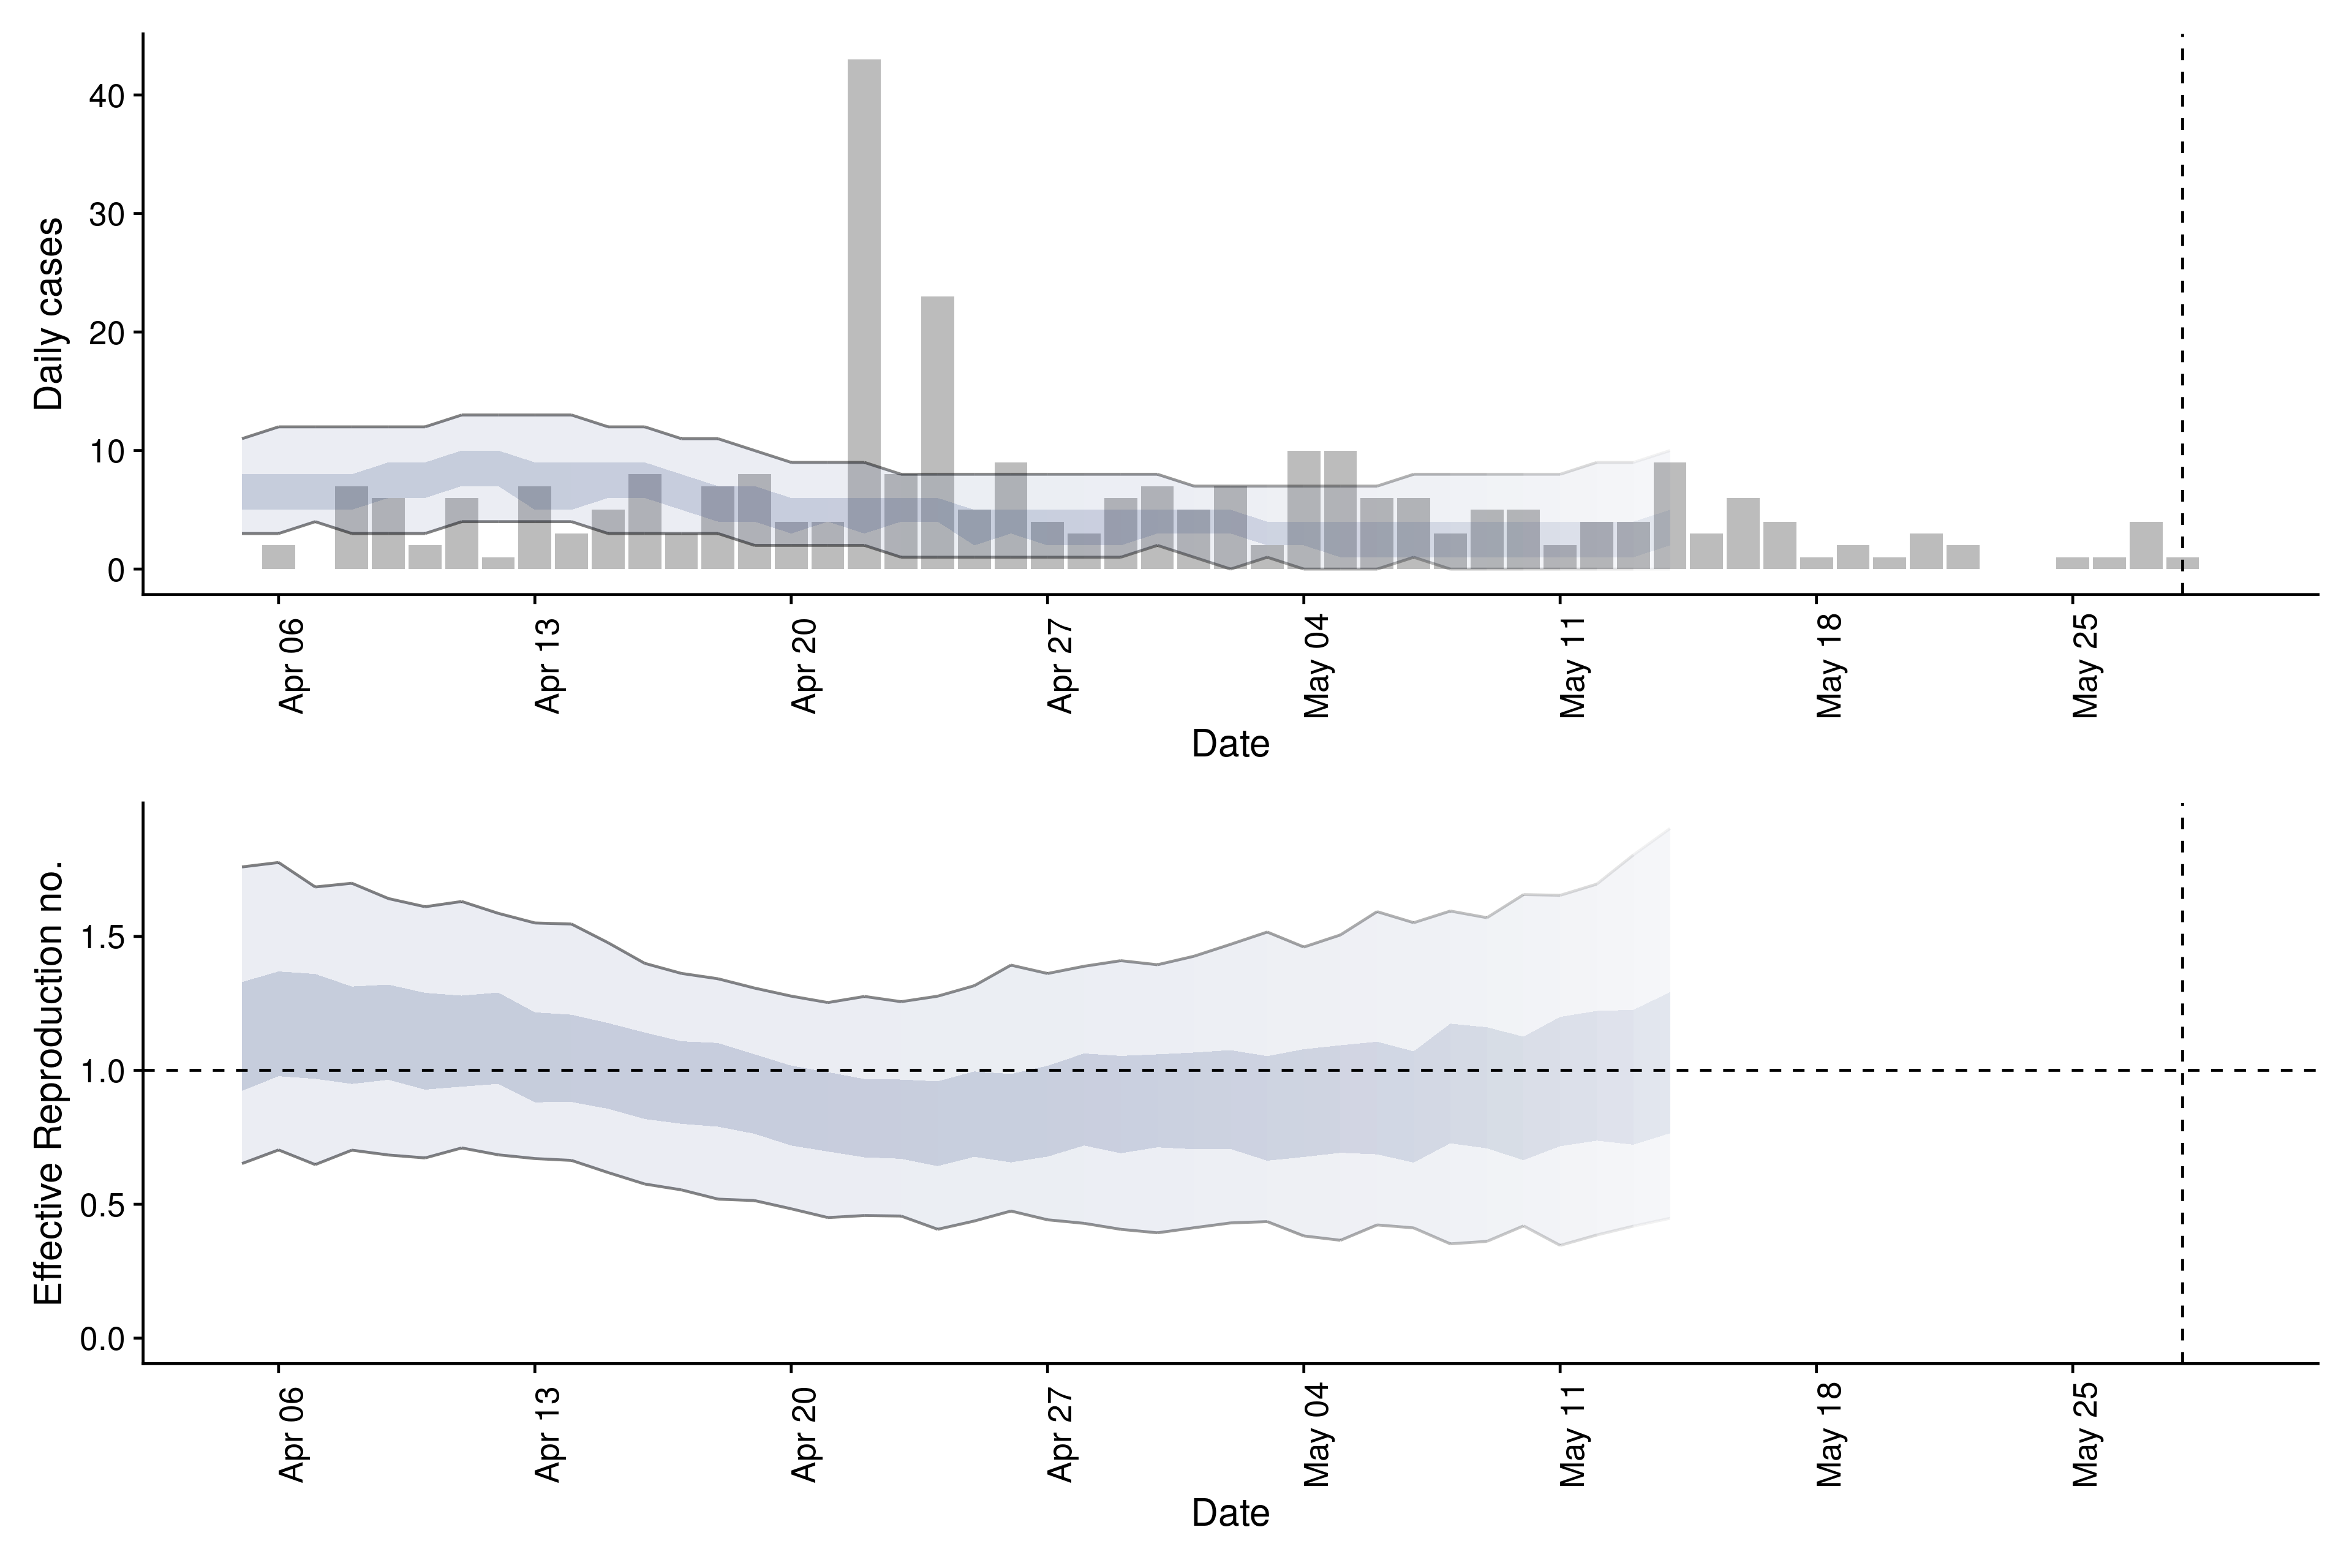 Daily cases
40
30
20
10
0
Apr 06
Apr 13
Apr 20
Apr 27
May 04
May 11
May 18
May 25
Date
Effective Reproduction no.
1.5
1.0
0.5
0.0
Apr 06
Apr 13
Apr 20
Apr 27
May 04
May 11
May 18
May 25
Date